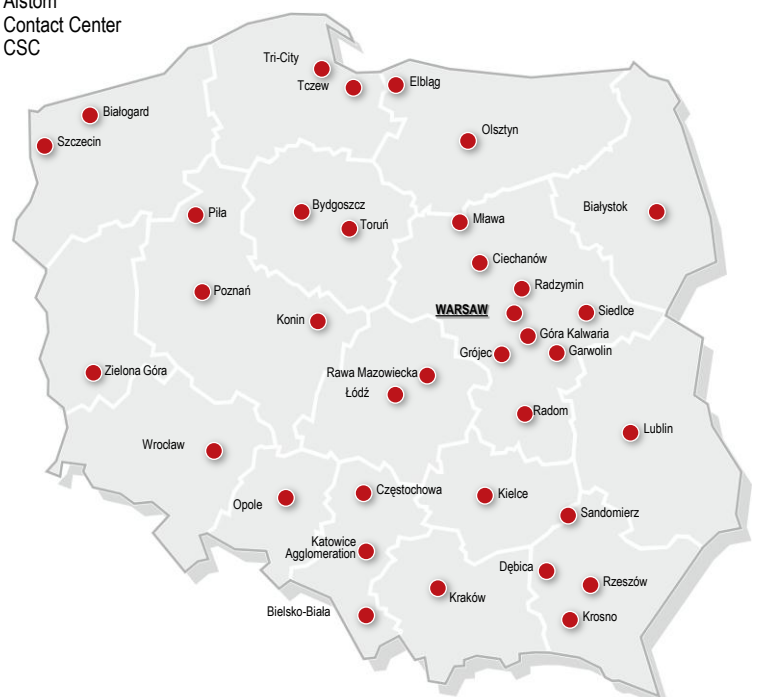 Alstom
Contact Center
CSC
Tri-City
Tczew
Elbląg
Białogard
Szczecin
Olsztyn
Piła
Bydgoszcz
Toruń
Mława
Białystok
Ciechanów
Radzymin
Poznań
WARSAW
Siedlce
Konin
Góra Kalwaria
Grójec
Garwolin
Zielona Góra
Rawa Mazowiecka
Łódź
Radom
Lublin
Wrocław
Częstochowa
Kielce
Opole
Sandomierz
Katowice
Agglomeration
Dębica
Rzeszów
Kraków
Bielsko-Biała
Krosno